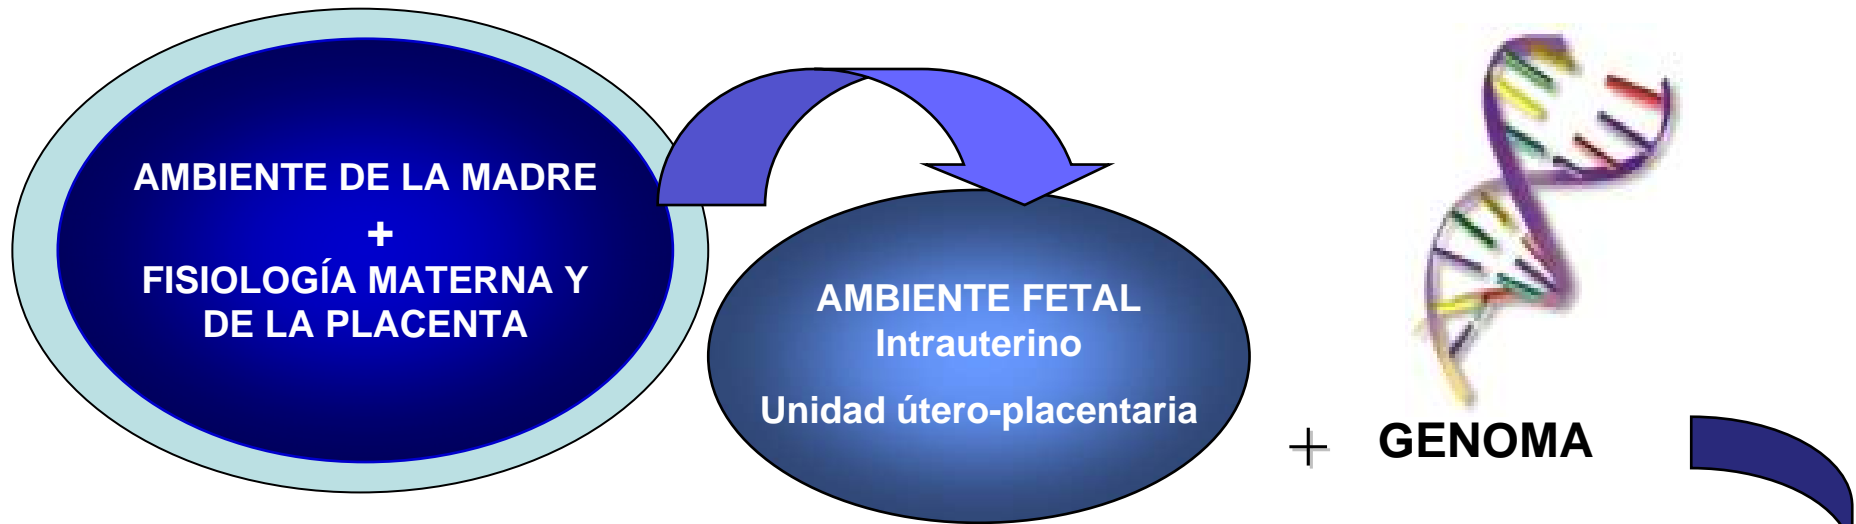 AMBIENTE DE LA MADRE
+
FISIOLOGÍA MATERNA Y
DE LA PLACENTA
AMBIENTE FETAL
Intrauterino
Unidad útero-placentaria
+ GENOMA